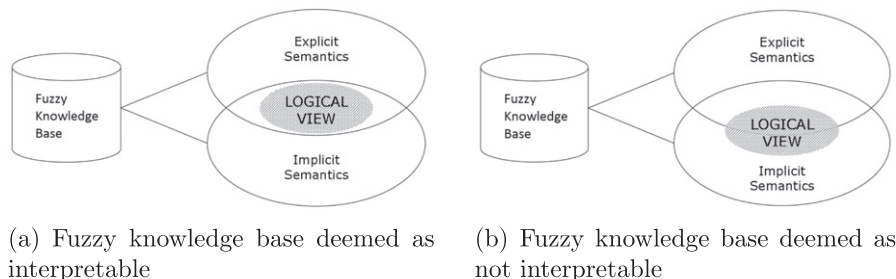 Explicit
Semantics
Fuzzy
Knowledge
Base
LOGICAL
VIEW
Implicit
Semantics
(a) Fuzzy knowledge base deemed as
interpretable
Explicit
Semantics
Fuzzy
Knowledge
Base
LOGICAL
VIEW
Implicit
Semantics
(b) Fuzzy knowledge base deemed as
not interpretable